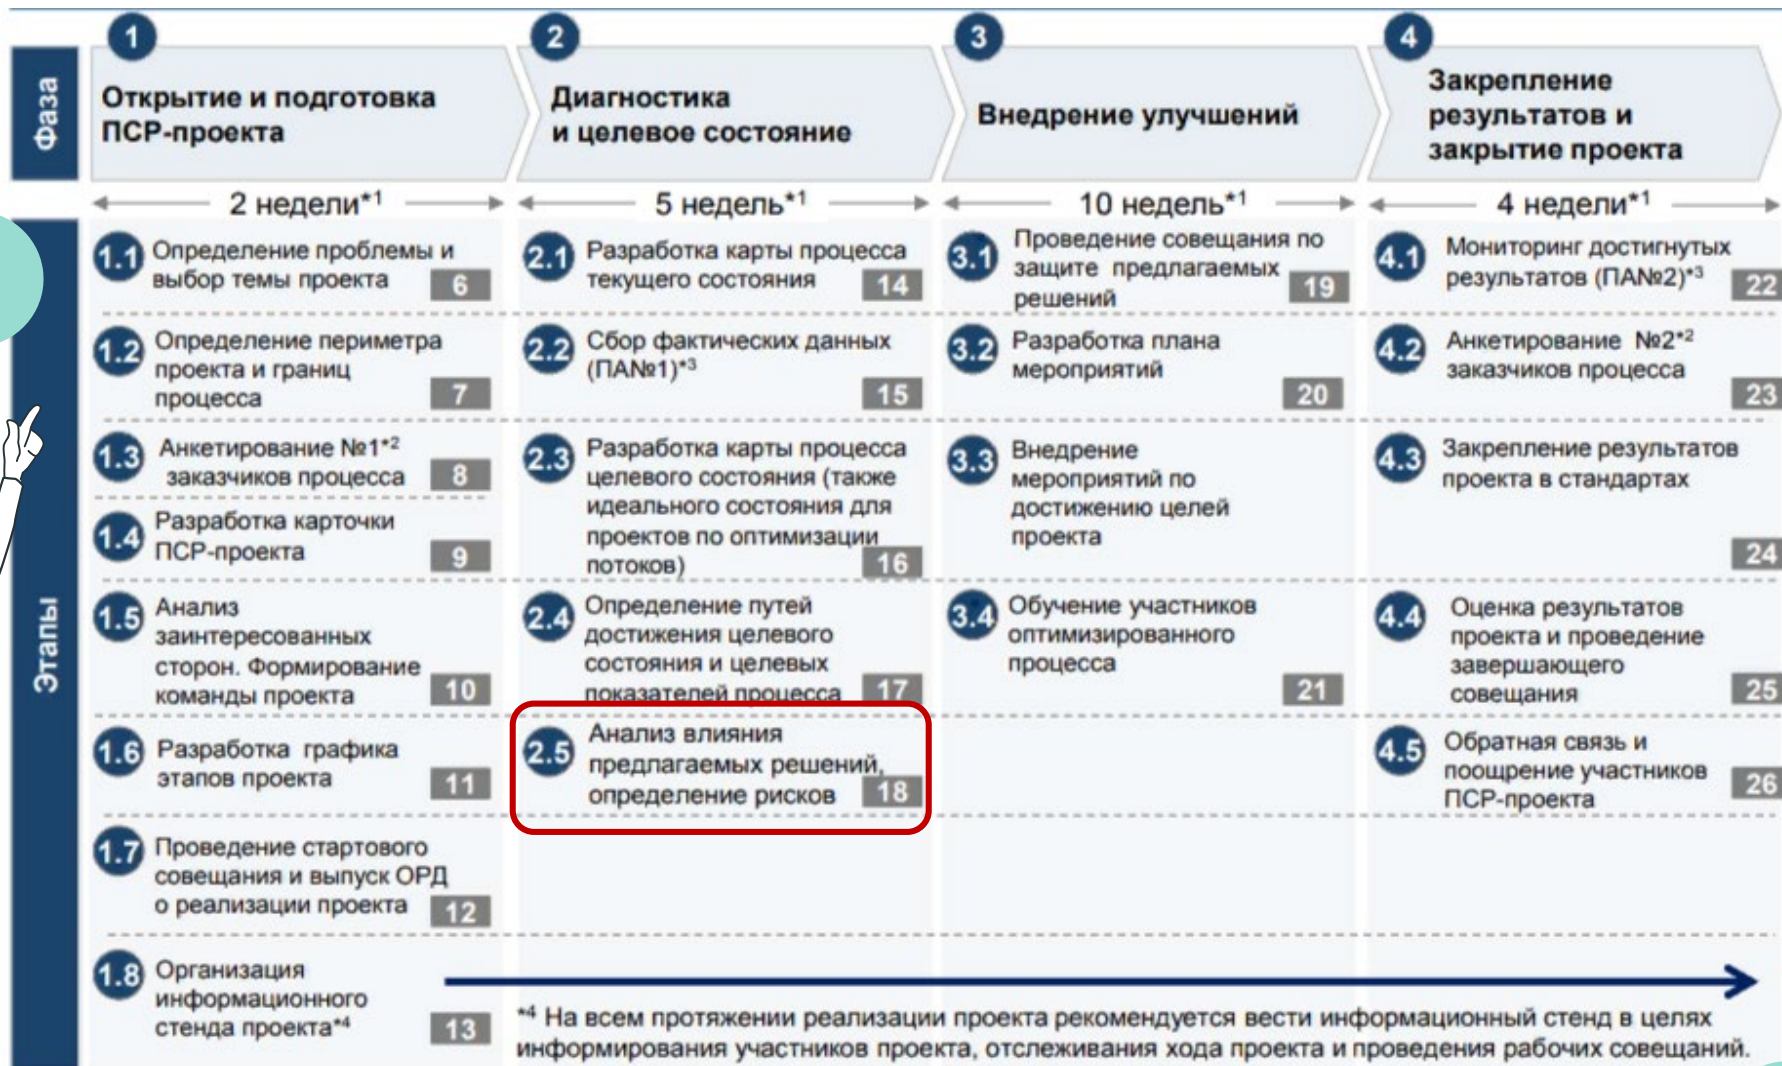 1
2
3
4
Фаза
Открытие и подготовка
ПСР-проекта
Диагностика
и целевое состояние
Внедрение улучшений
Закрепление
результатов и
закрытие проекта
2 недели*1
5 недель*1
10 недель*1
4 недели*1
Этапы
1.1 Определение проблемы и
выбор темы проекта
6
1.2 Определение периметра
проекта и границ
процесса
7
1.3 Анкетирование №1*2
заказчиков процесса
8
1.4 Разработка карточки
ПСР-проекта
9
1.5 Анализ
заинтересованных
сторон. Формирование
команды проекта
10
1.6 Разработка графика
этапов проекта
11
1.7 Проведение стартового
совещания и выпуск ОРД
о реализации проекта
12
1.8 Организация
информационного
стенда проекта*4
13
2.1 Разработка карты процесса
текущего состояния
14
2.2 Сбор фактических данных
(ПА№1)*3
15
2.3 Разработка карты процесса
целевого состояния (также
идеального состояния для
проектов по оптимизации
потоков)
16
2.4 Определение путей
достижения целевого
состояния и целевых
показателей процесса
17
2.5 Анализ влияния
предлагаемых решений,
определение рисков
18
3.1 Проведение совещания по
защите предлагаемых
решений
19
3.2 Разработка плана
мероприятий
20
3.3 Внедрение
мероприятий по
достижению целей
проекта
3.4 Обучение участников
оптимизированного
процесса
21
4.1 Мониторинг достигнутых
результатов (ПА№2)*3
22
4.2 Анкетирование №2*2
заказчиков процесса
23
4.3 Закрепление результатов
проекта в стандартах
24
4.4 Оценка результатов
проекта и проведение
завершающего
совещания
25
4.5 Обратная связь и
поощрение участников
ПСР-проекта
26
*4 На всем протяжении реализации проекта рекомендуется вести информационный стенд в целях
информирования участников проекта, отслеживания хода проекта и проведения рабочих совещаний.